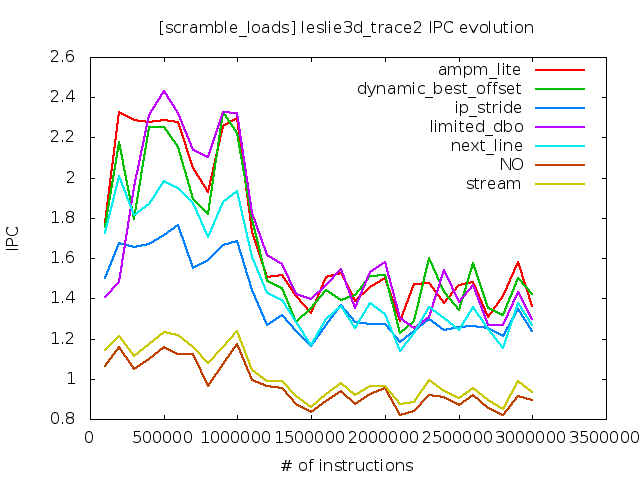 [scramble_loads] leslie3d_trace2 IPC evolution
2.6
2.4
2.2
2
1.8
1.6
1.4
1.2
1
0.8
IPC
ampm_lite
dynamic_best_offset
ip_stride
limited_dbo
next_line
NO
stream
0 500000 1000000 1500000 2000000 2500000 3000000 3500000
# of instructions